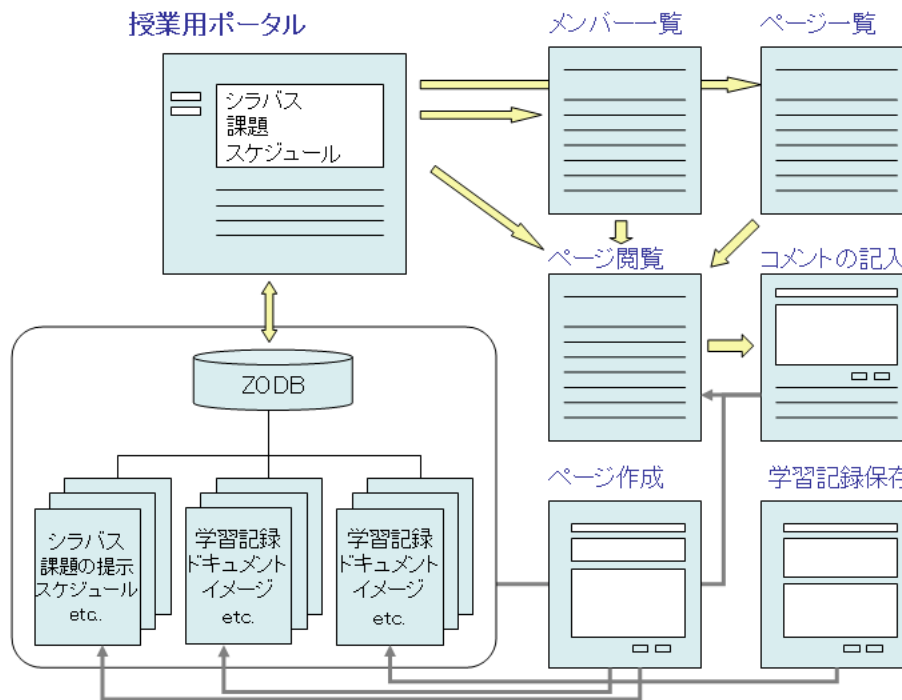 授業用ポータル
メンバー一覧
ページ一覧
シラバス
課題
スケジュール
ページ閲覧
コメントの記入
ZODB
ページ作成
学習記録保存
シラバス
課題の提示
スケジュール
etc..
学習記録
ドキュメント
イメージ
etc.
学習記録
ドキュメント
イメージ
etc.